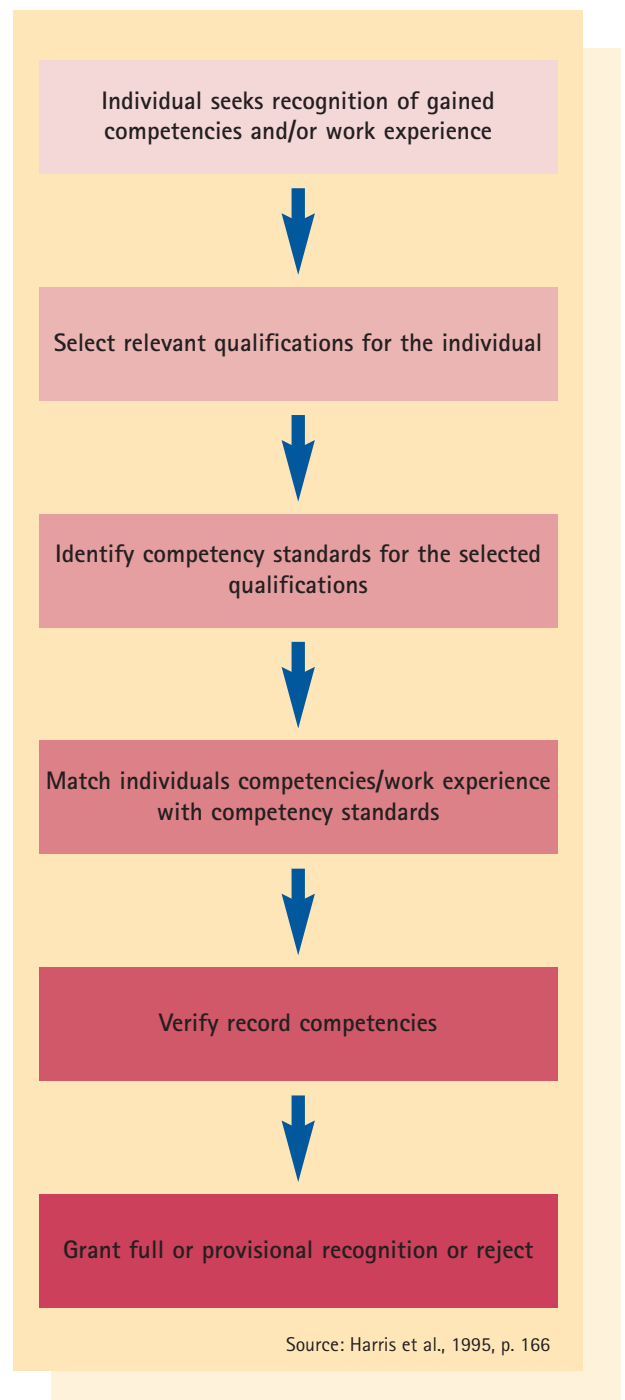 Individual seeks recognition of gained
competencies and/or work experience
Select relevant qualifications for the individual
Identify competency standards for the selected
qualifications
Match individuals competencies/work experience
with competency standards
Verify record competencies
Grant full or provisional recognition or reject
Source: Harris et al., 1995, p. 166